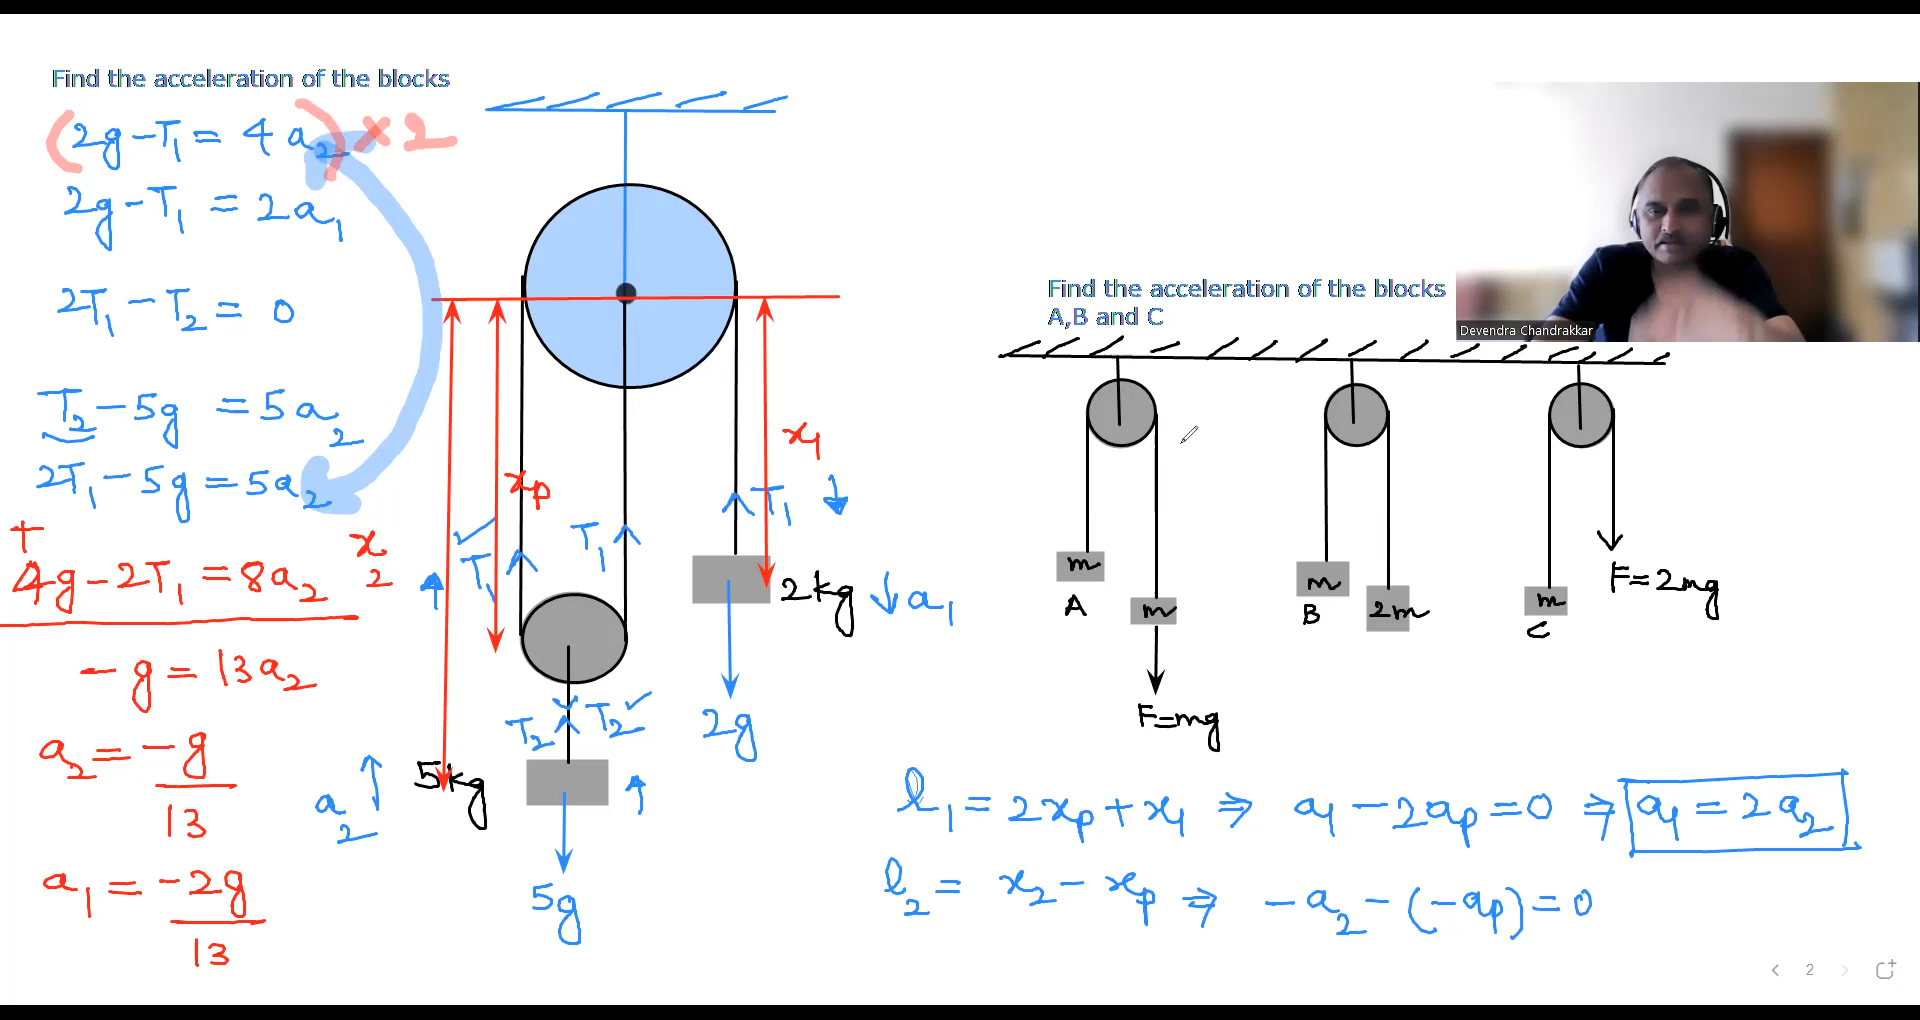 Find the acceleration of the blocks
(2g-T₁ = 4a₂) × 2
2g-T₁ = 2a₁
2T₁ - T₂ = 0
T₂ - 5g = 5a₂
2T₁ - 5g = 5a₂
+
4g - 2T₁ = 8a₂
x₂
- g = 13a₂
a₂ = -g/13
a₁ = -2g/13
xₚ
x₁
T₁
T₁
T₁
2kg
a₁
T₂
T₂
2g
5kg
a₂
5g
Find the acceleration of the blocks
A,B and C
Devendra Chandrakkar
m
A
m
F=mg
m
B
2m
m
C
F=2mg
l₁ = 2xₚ + x₁ ⇒ a₁ - 2aₚ = 0 ⇒ a₁ = 2a₂
l₂ = x₂ - xₚ ⇒ -a₂ - (-aₚ) = 0
2